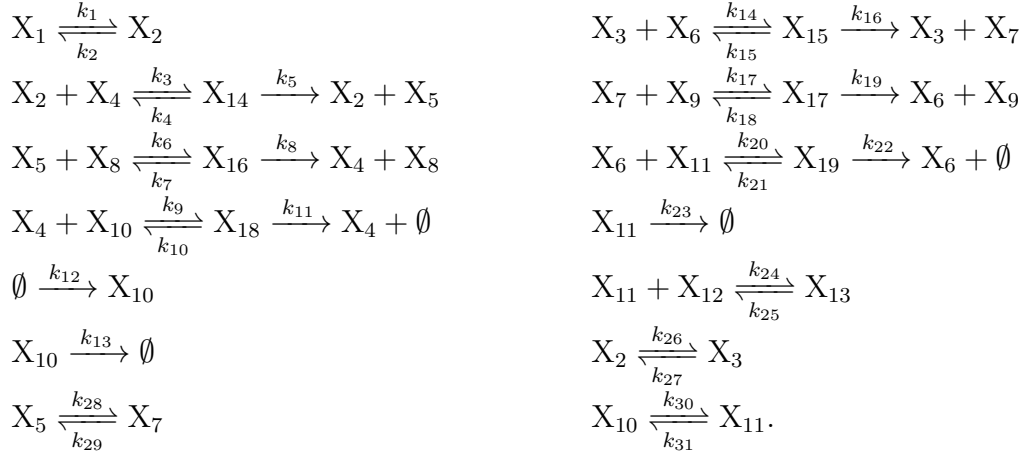 X₁ ⇌ X₂ (k₁, k₂)
X₂ + X₄ ⇌ X₁₄ → X₂ + X₅ (k₃, k₄, k₅)
X₅ + X₈ ⇌ X₁₆ → X₄ + X₈ (k₆, k₇, k₈)
X₄ + X₁₀ ⇌ X₁₈ → X₄ + ∅ (k₉, k₁₀, k₁₁)
∅ → X₁₀ (k₁₂)
X₁₀ → ∅ (k₁₃)
X₅ ⇌ X₇ (k₂₈, k₂₉)
X₃ + X₆ ⇌ X₁₅ → X₃ + X₇ (k₁₄, k₁₅, k₁₆)
X₇ + X₉ ⇌ X₁₇ → X₆ + X₉ (k₁₇, k₁₈, k₁₉)
X₆ + X₁₁ ⇌ X₁₉ → X₆ + ∅ (k₂₀, k₂₁, k₂₂)
X₁₁ → ∅ (k₂₃)
X₁₁ + X₁₂ ⇌ X₁₃ (k₂₄, k₂₅)
X₂ ⇌ X₃ (k₂₆, k₂₇)
X₁₀ ⇌ X₁₁. (k₃₀, k₃₁)